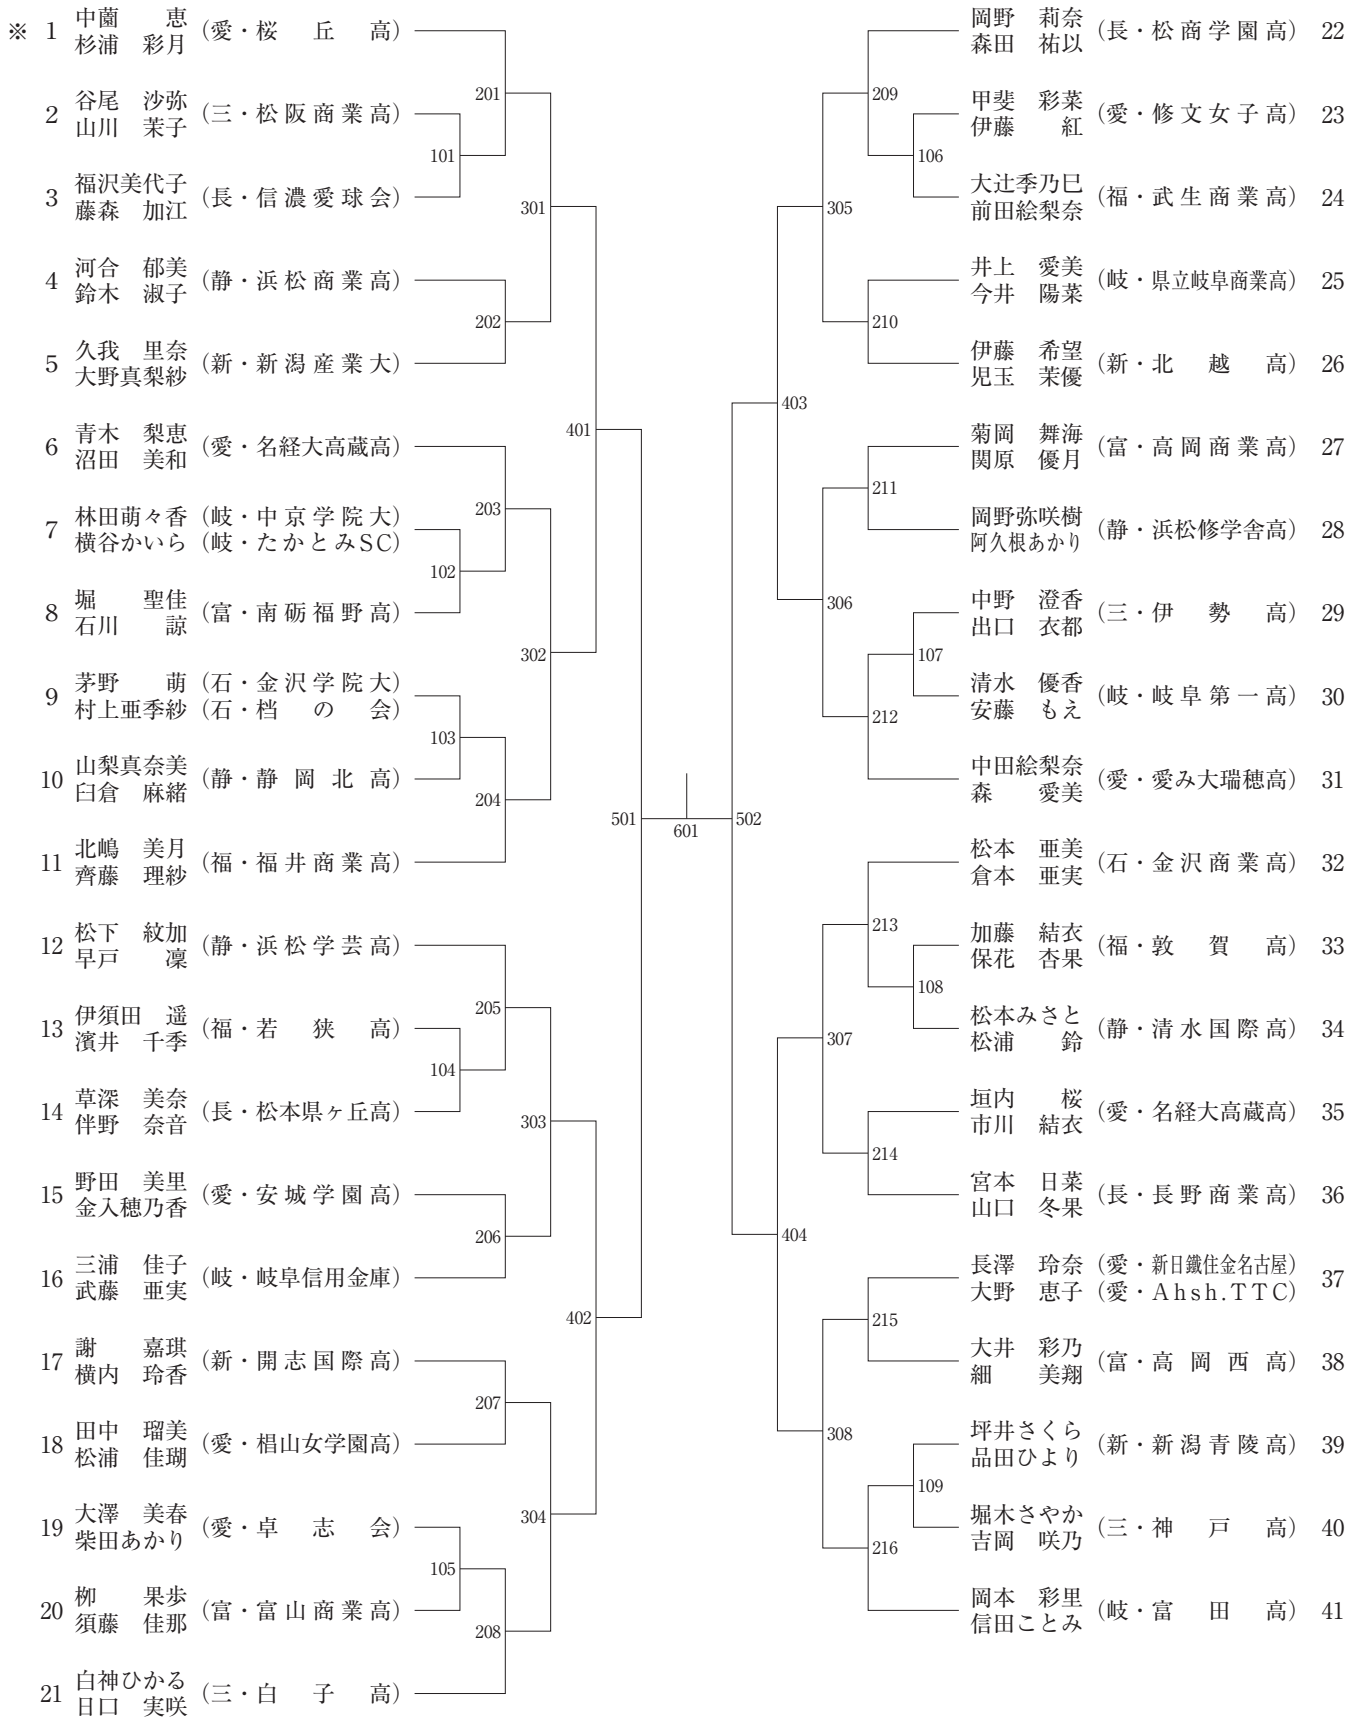 ※ 1 中薗 恵 杉浦 彩月 (愛・桜丘高)
2 谷尾 沙弥 山川 茉子 (三・松阪商業高)
3 福沢美代子 藤森 加江 (長・信濃愛球会)
4 河合 郁美 鈴木 淑子 (静・浜松商業高)
5 久我 里奈 大野真梨紗 (新・新潟産業大)
6 青木 梨恵 沼田 美和 (愛・名経大高蔵高)
7 林田萌々香 (岐・中京学院大) 横谷かいら (岐・たかとみSC)
8 堀 聖佳 石川 諒 (富・南砺福野高)
9 茅野 萌 (石・金沢学院大) 村上亜季紗 (石・档の会)
10 山梨真奈美 臼倉 麻緒 (静・静岡北高)
11 北嶋 美月 齊藤 理紗 (福・福井商業高)
12 松下 紋加 早戸 凜 (静・浜松学芸高)
13 伊須田 遥 濱井 千季 (福・若狭高)
14 草深 美奈 伴野 奈音 (長・松本県ヶ丘高)
15 野田 美里 金入穂乃香 (愛・安城学園高)
16 三浦 佳子 武藤 亜実 (岐・岐阜信用金庫)
17 謝 嘉琪 横内 玲香 (新・開志国際高)
18 田中 瑠美 松浦 佳瑚 (愛・椙山女学園高)
19 大澤 美春 柴田あかり (愛・卓志会)
20 栁 果歩 須藤 佳那 (富・富山商業高)
21 白神ひかる 日口 実咲 (三・白子高)
101
102
103
104
105
201
202
203
204
205
206
207
208
301
302
303
304
401
402
501
601
502
403
404
305
306
307
308
209
210
211
212
213
214
215
216
106
107
108
109
岡野 莉奈 森田 祐以 (長・松商学園高) 22
甲斐 彩菜 伊藤 紅 (愛・修文女子高) 23
大辻季乃巳 前田絵梨奈 (福・武生商業高) 24
井上 愛美 今井 陽菜 (岐・県立岐阜商業高) 25
伊藤 希望 児玉 茉優 (新・北越高) 26
菊岡 舞海 関原 優月 (富・高岡商業高) 27
岡野弥咲樹 阿久根あかり (静・浜松修学舎高) 28
中野 澄香 出口 衣都 (三・伊勢高) 29
清水 優香 安藤 もえ (岐・岐阜第一高) 30
中田絵梨奈 森 愛美 (愛・愛み大瑞穂高) 31
松本 亜美 倉本 亜実 (石・金沢商業高) 32
加藤 結衣 保花 杏果 (福・敦賀高) 33
松本みさと 松浦 鈴 (静・清水国際高) 34
垣内 桜 市川 結衣 (愛・名経大高蔵高) 35
宮本 日菜 山口 冬果 (長・長野商業高) 36
長澤 玲奈 (愛・新日鐵住金名古屋) 大野 恵子 (愛・Ahsh.TTC) 37
大井 彩乃 細 美翔 (富・高岡西高) 38
坪井さくら 品田ひより (新・新潟青陵高) 39
堀木さやか 吉岡 咲乃 (三・神戸高) 40
岡本 彩里 信田ことみ (岐・富田高) 41